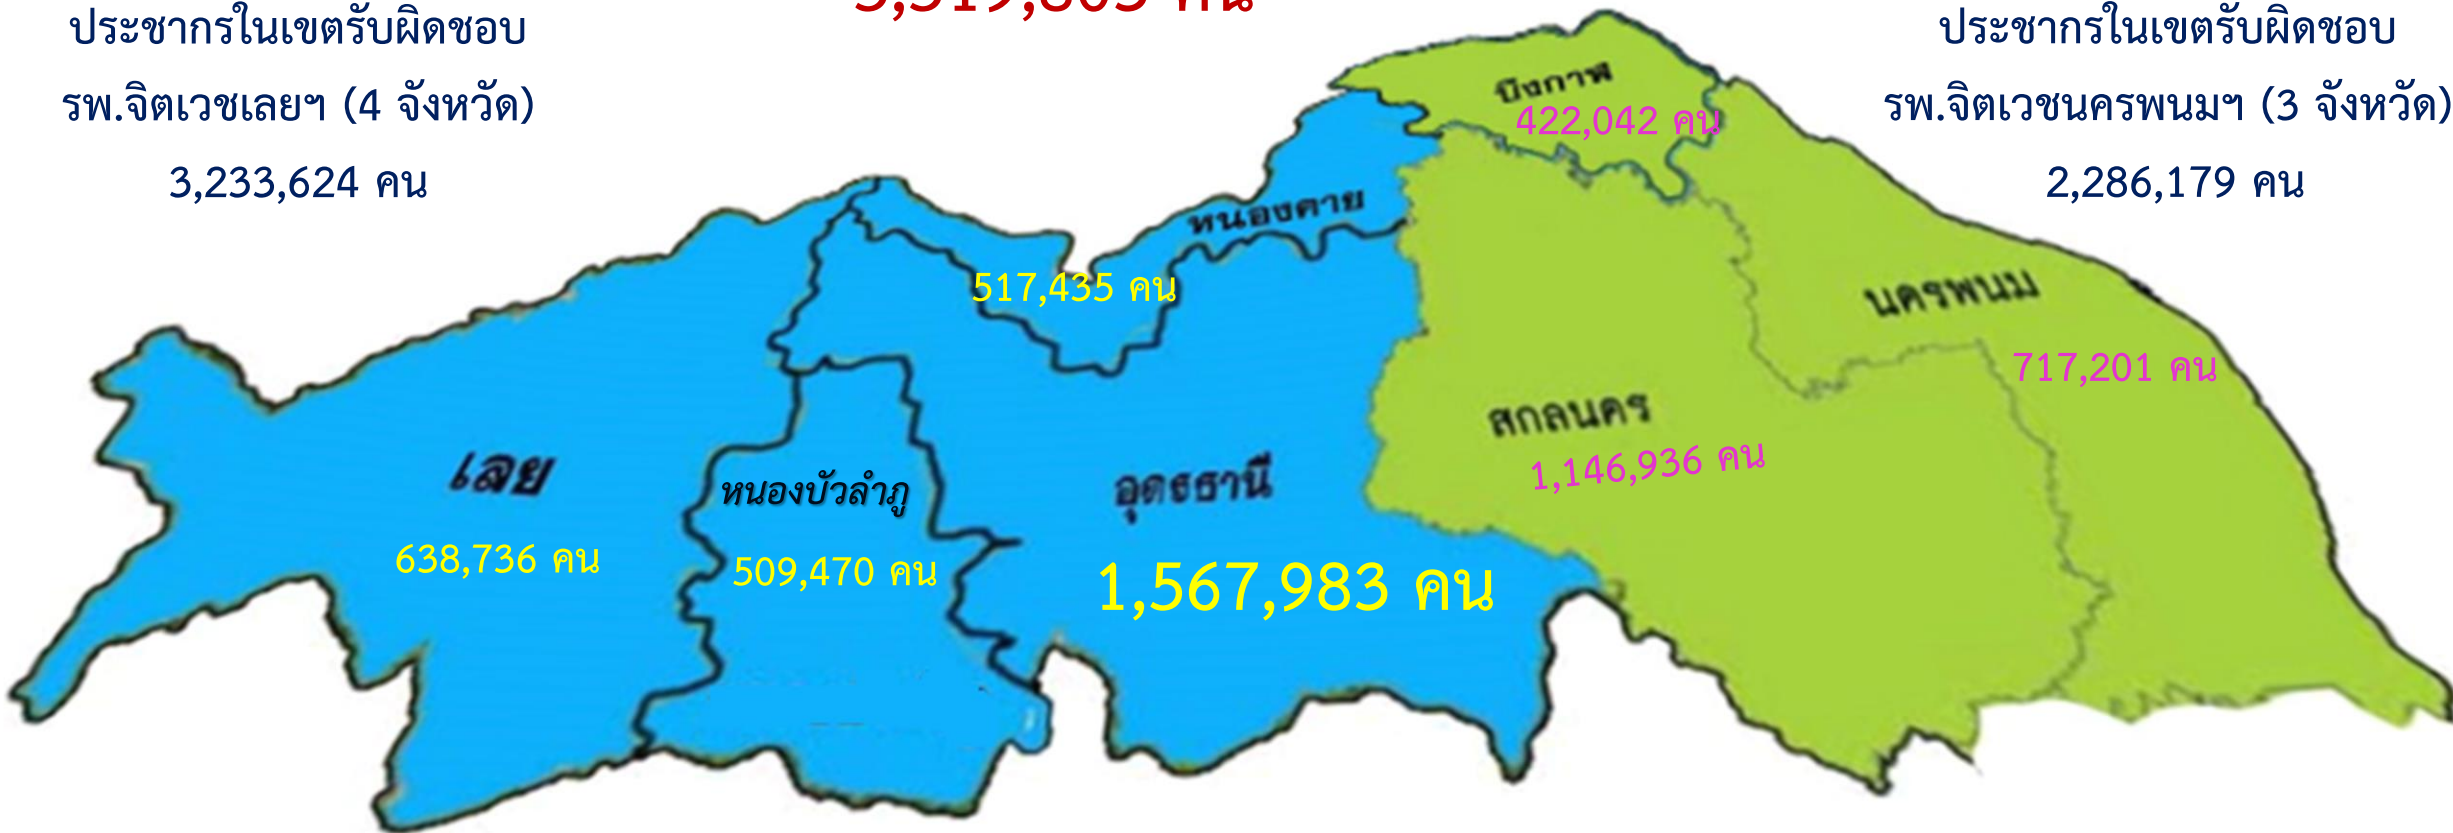 5,519,803 คน
ประชากรในเขตรับผิดชอบ
รพ.จิตเวชเลยฯ (4 จังหวัด)
3,233,624 คน
ประชากรในเขตรับผิดชอบ
รพ.จิตเวชนครพนมฯ (3 จังหวัด)
2,286,179 คน
บึงกาฬ
422,042 คน
หนองคาย
517,435 คน
นครพนม
717,201 คน
สกลนคร
1,146,936 คน
เลย
638,736 คน
หนองบัวลำภู
509,470 คน
อุดรธานี
1,567,983 คน